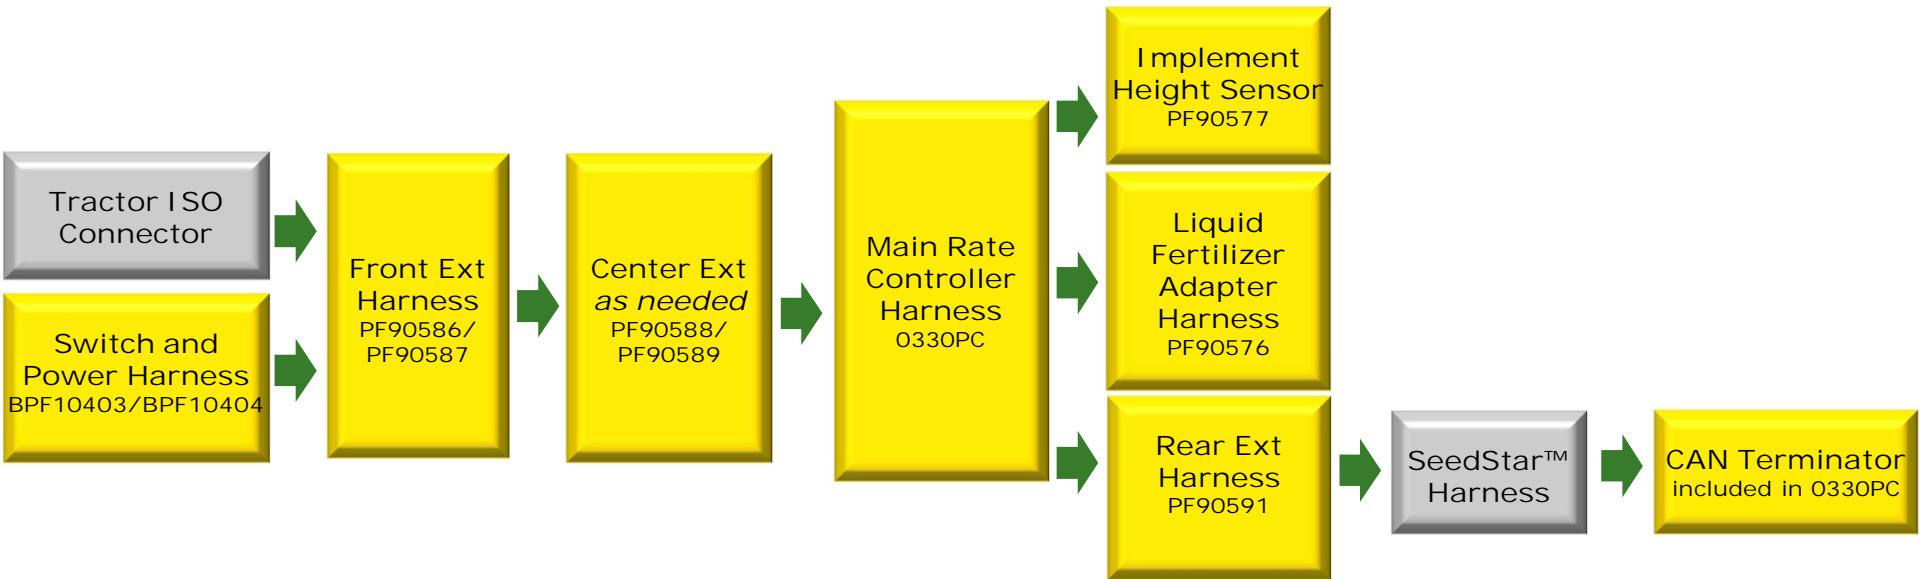 Tractor ISO
Connector
Switch and
Power Harness
BPF10403/BPF10404
Front Ext
Harness
PF90586/
PF90587
Center Ext
as needed
PF90588/
PF90589
Main Rate
Controller
Harness
0330PC
Implement
Height Sensor
PF90577
Liquid
Fertilizer
Adapter
Harness
PF90576
Rear Ext
Harness
PF90591
SeedStar™
Harness
CAN Terminator
included in 0330PC